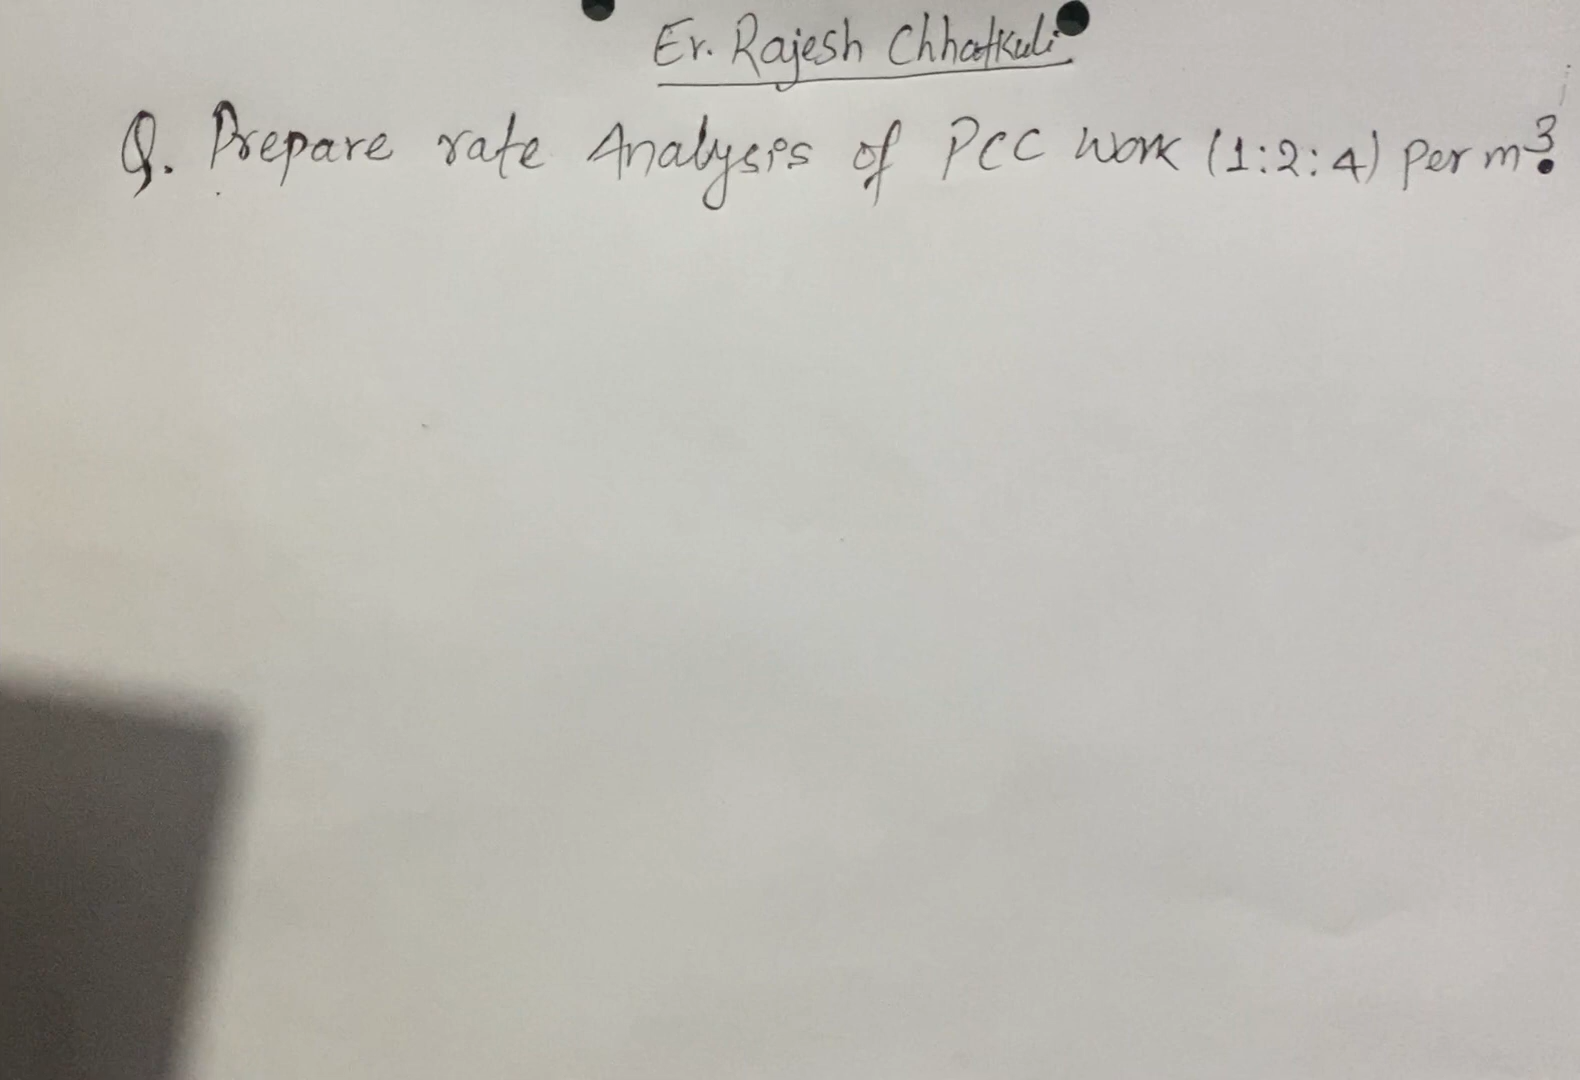 Er. Rajesh Chhatkuli
Q. Prepare rate Analysis of PCC work (1:2:4) per m³.